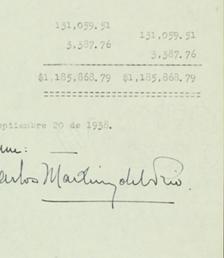 131,059.51
3,387.76 131,059.51
3,387.76
$1,185,868.79 $1,185,868.79
eptiembre 20 de 1938.
Carlos Martinez del Rio.